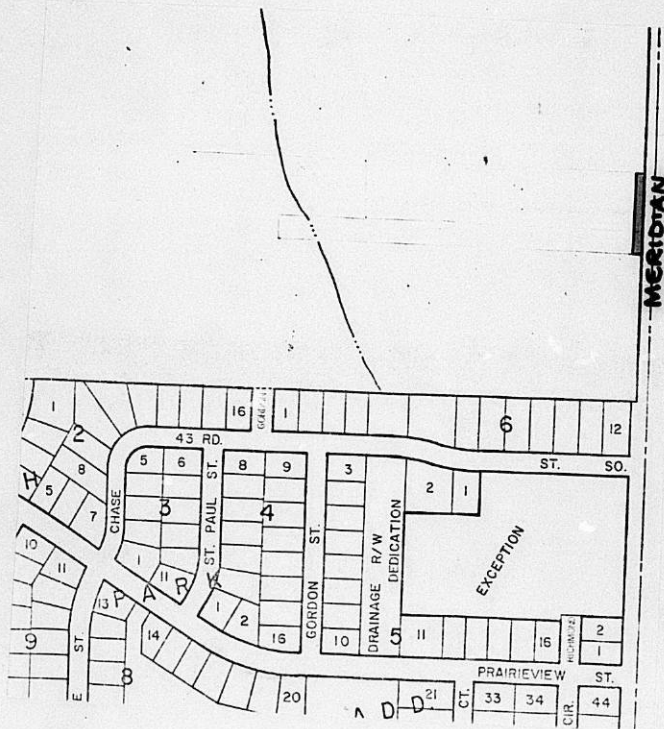 MERIDIAN
1
16
GORDON
1
6
12
2
43 RD.
ST. SO.
H
8
5
7
CHASE
5
6
ST. PAUL ST.
8
9
3
2
1
3
4
GORDON ST.
DRAINAGE R/W
DEDICATION
EXCEPTION
10
11
1
11
P A R K
13
1
2
16
10
5
11
16
RICHMOND
2
1
9
E ST.
14
8
PRAIRIEVIEW ST.
20
A D D.
21
CT.
33
34
CIR.
44